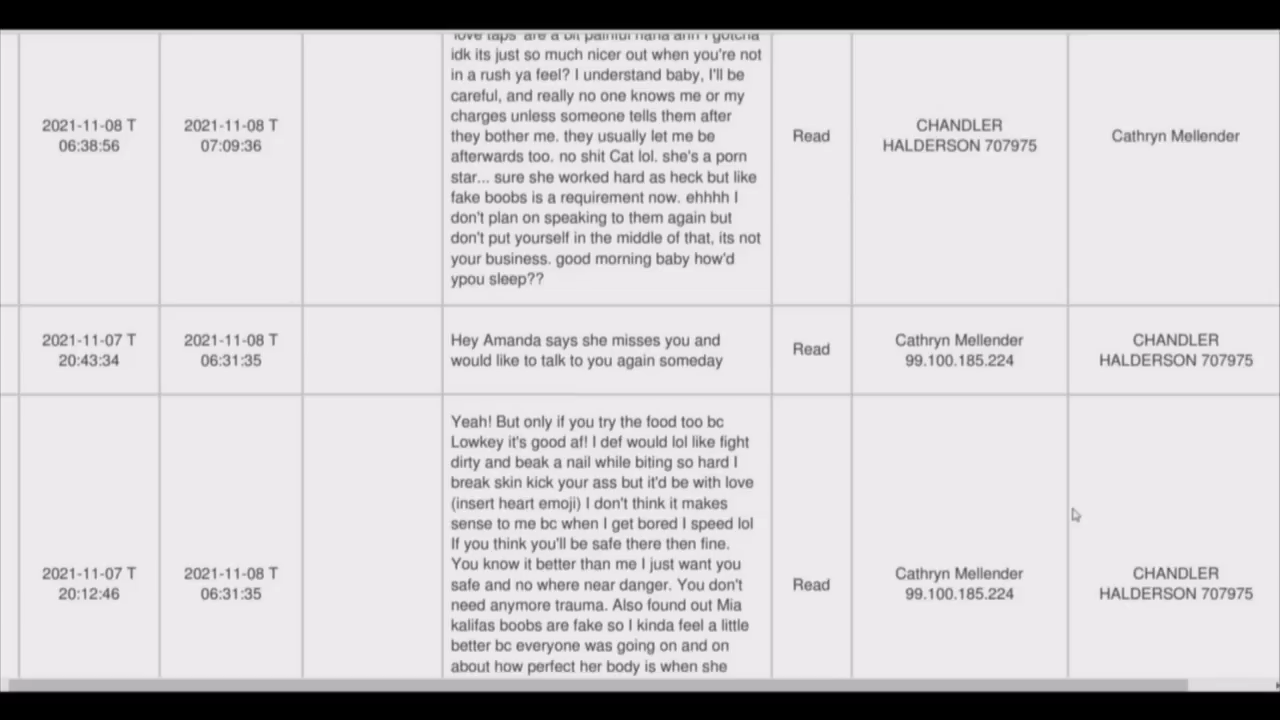 love taps' are a bit painful haha ahh I gotcha
idk its just so much nicer out when you're not
in a rush ya feel? I understand baby, I'll be
careful, and really no one knows me or my
charges unless someone tells them after
they bother me. they usually let me be
afterwards too. no shit Cat lol. she's a porn
star... sure she worked hard as heck but like
fake boobs is a requirement now. ehhhh I
don't plan on speaking to them again but
don't put yourself in the middle of that, its not
your business. good morning baby how'd
ypou sleep??
2021-11-08 T
06:38:56
2021-11-08 T
07:09:36
Read
CHANDLER
HALDERSON 707975
Cathryn Mellender
2021-11-07 T
20:43:34
2021-11-08 T
06:31:35
Hey Amanda says she misses you and
would like to talk to you again someday
Read
Cathryn Mellender
99.100.185.224
CHANDLER
HALDERSON 707975
2021-11-07 T
20:12:46
2021-11-08 T
06:31:35
Yeah! But only if you try the food too bc
Lowkey it's good af! I def would lol like fight
dirty and beak a nail while biting so hard I
break skin kick your ass but it'd be with love
(insert heart emoji) I don't think it makes
sense to me bc when I get bored I speed lol
If you think you'll be safe there then fine.
You know it better than me I just want you
safe and no where near danger. You don't
need anymore trauma. Also found out Mia
kalifas boobs are fake so I kinda feel a little
better bc everyone was going on and on
about how perfect her body is when she
Read
Cathryn Mellender
99.100.185.224
CHANDLER
HALDERSON 707975